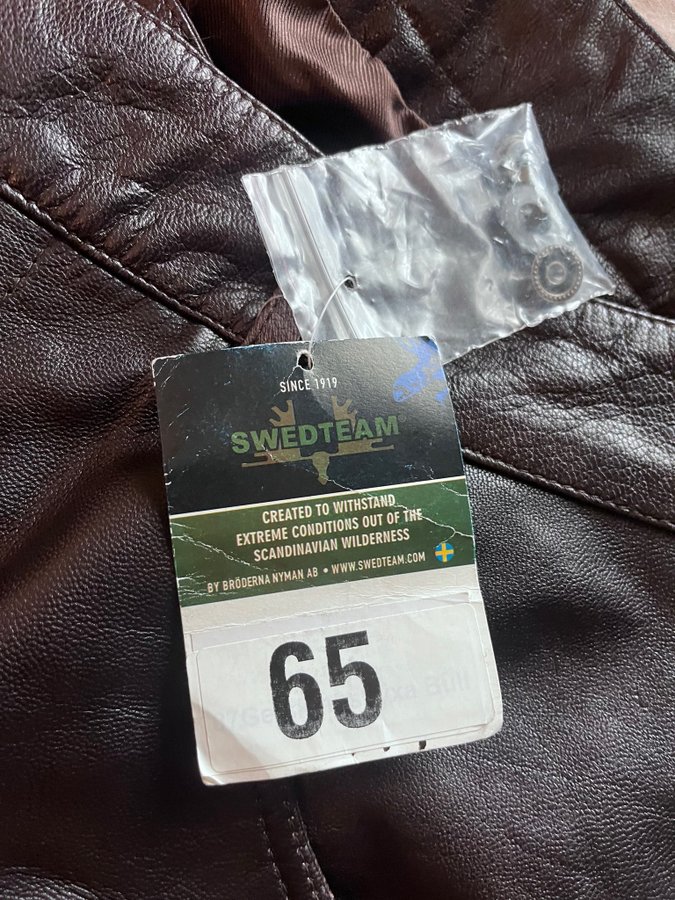 SINCE 1919
SWEDTEAM
CREATED TO WITHSTAND
EXTREME CONDITIONS OUT OF THE
SCANDINAVIAN WILDERNESS
BY BRÖDERNA NYMAN AB • WWW.SWEDTEAM.COM
65